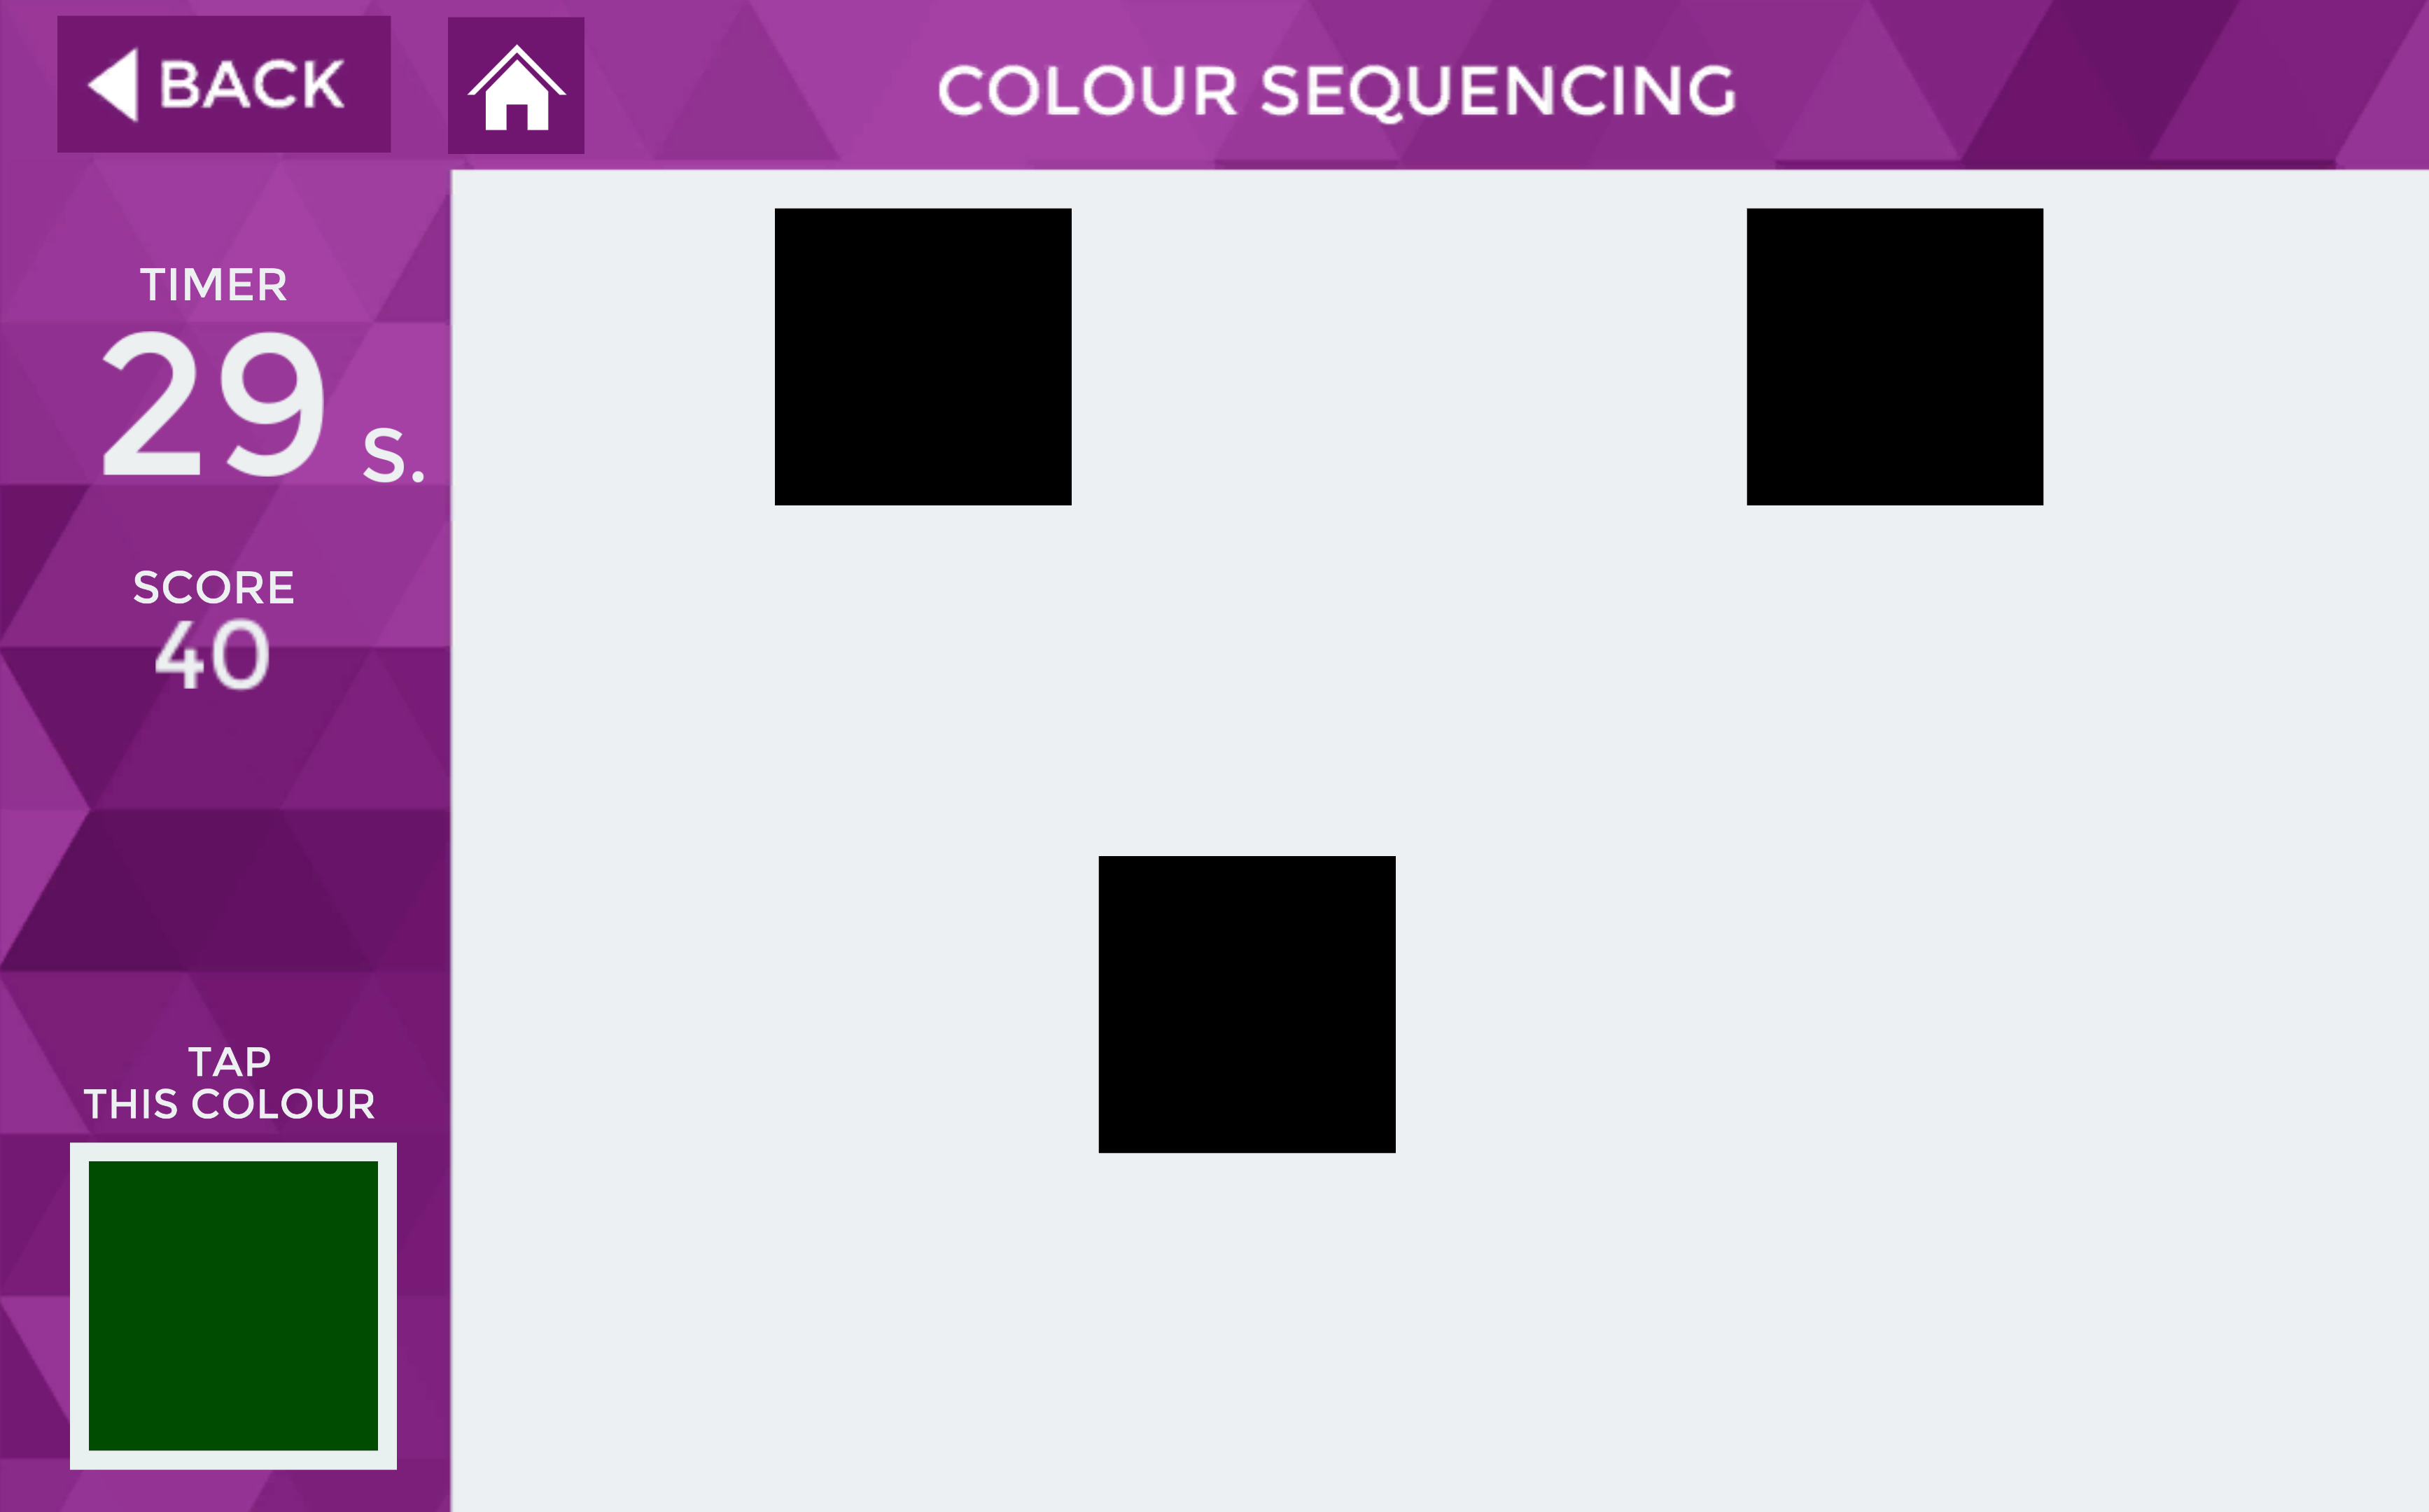 BACK
COLOUR SEQUENCING
TIMER
29 S.
SCORE
40
TAP
THIS COLOUR